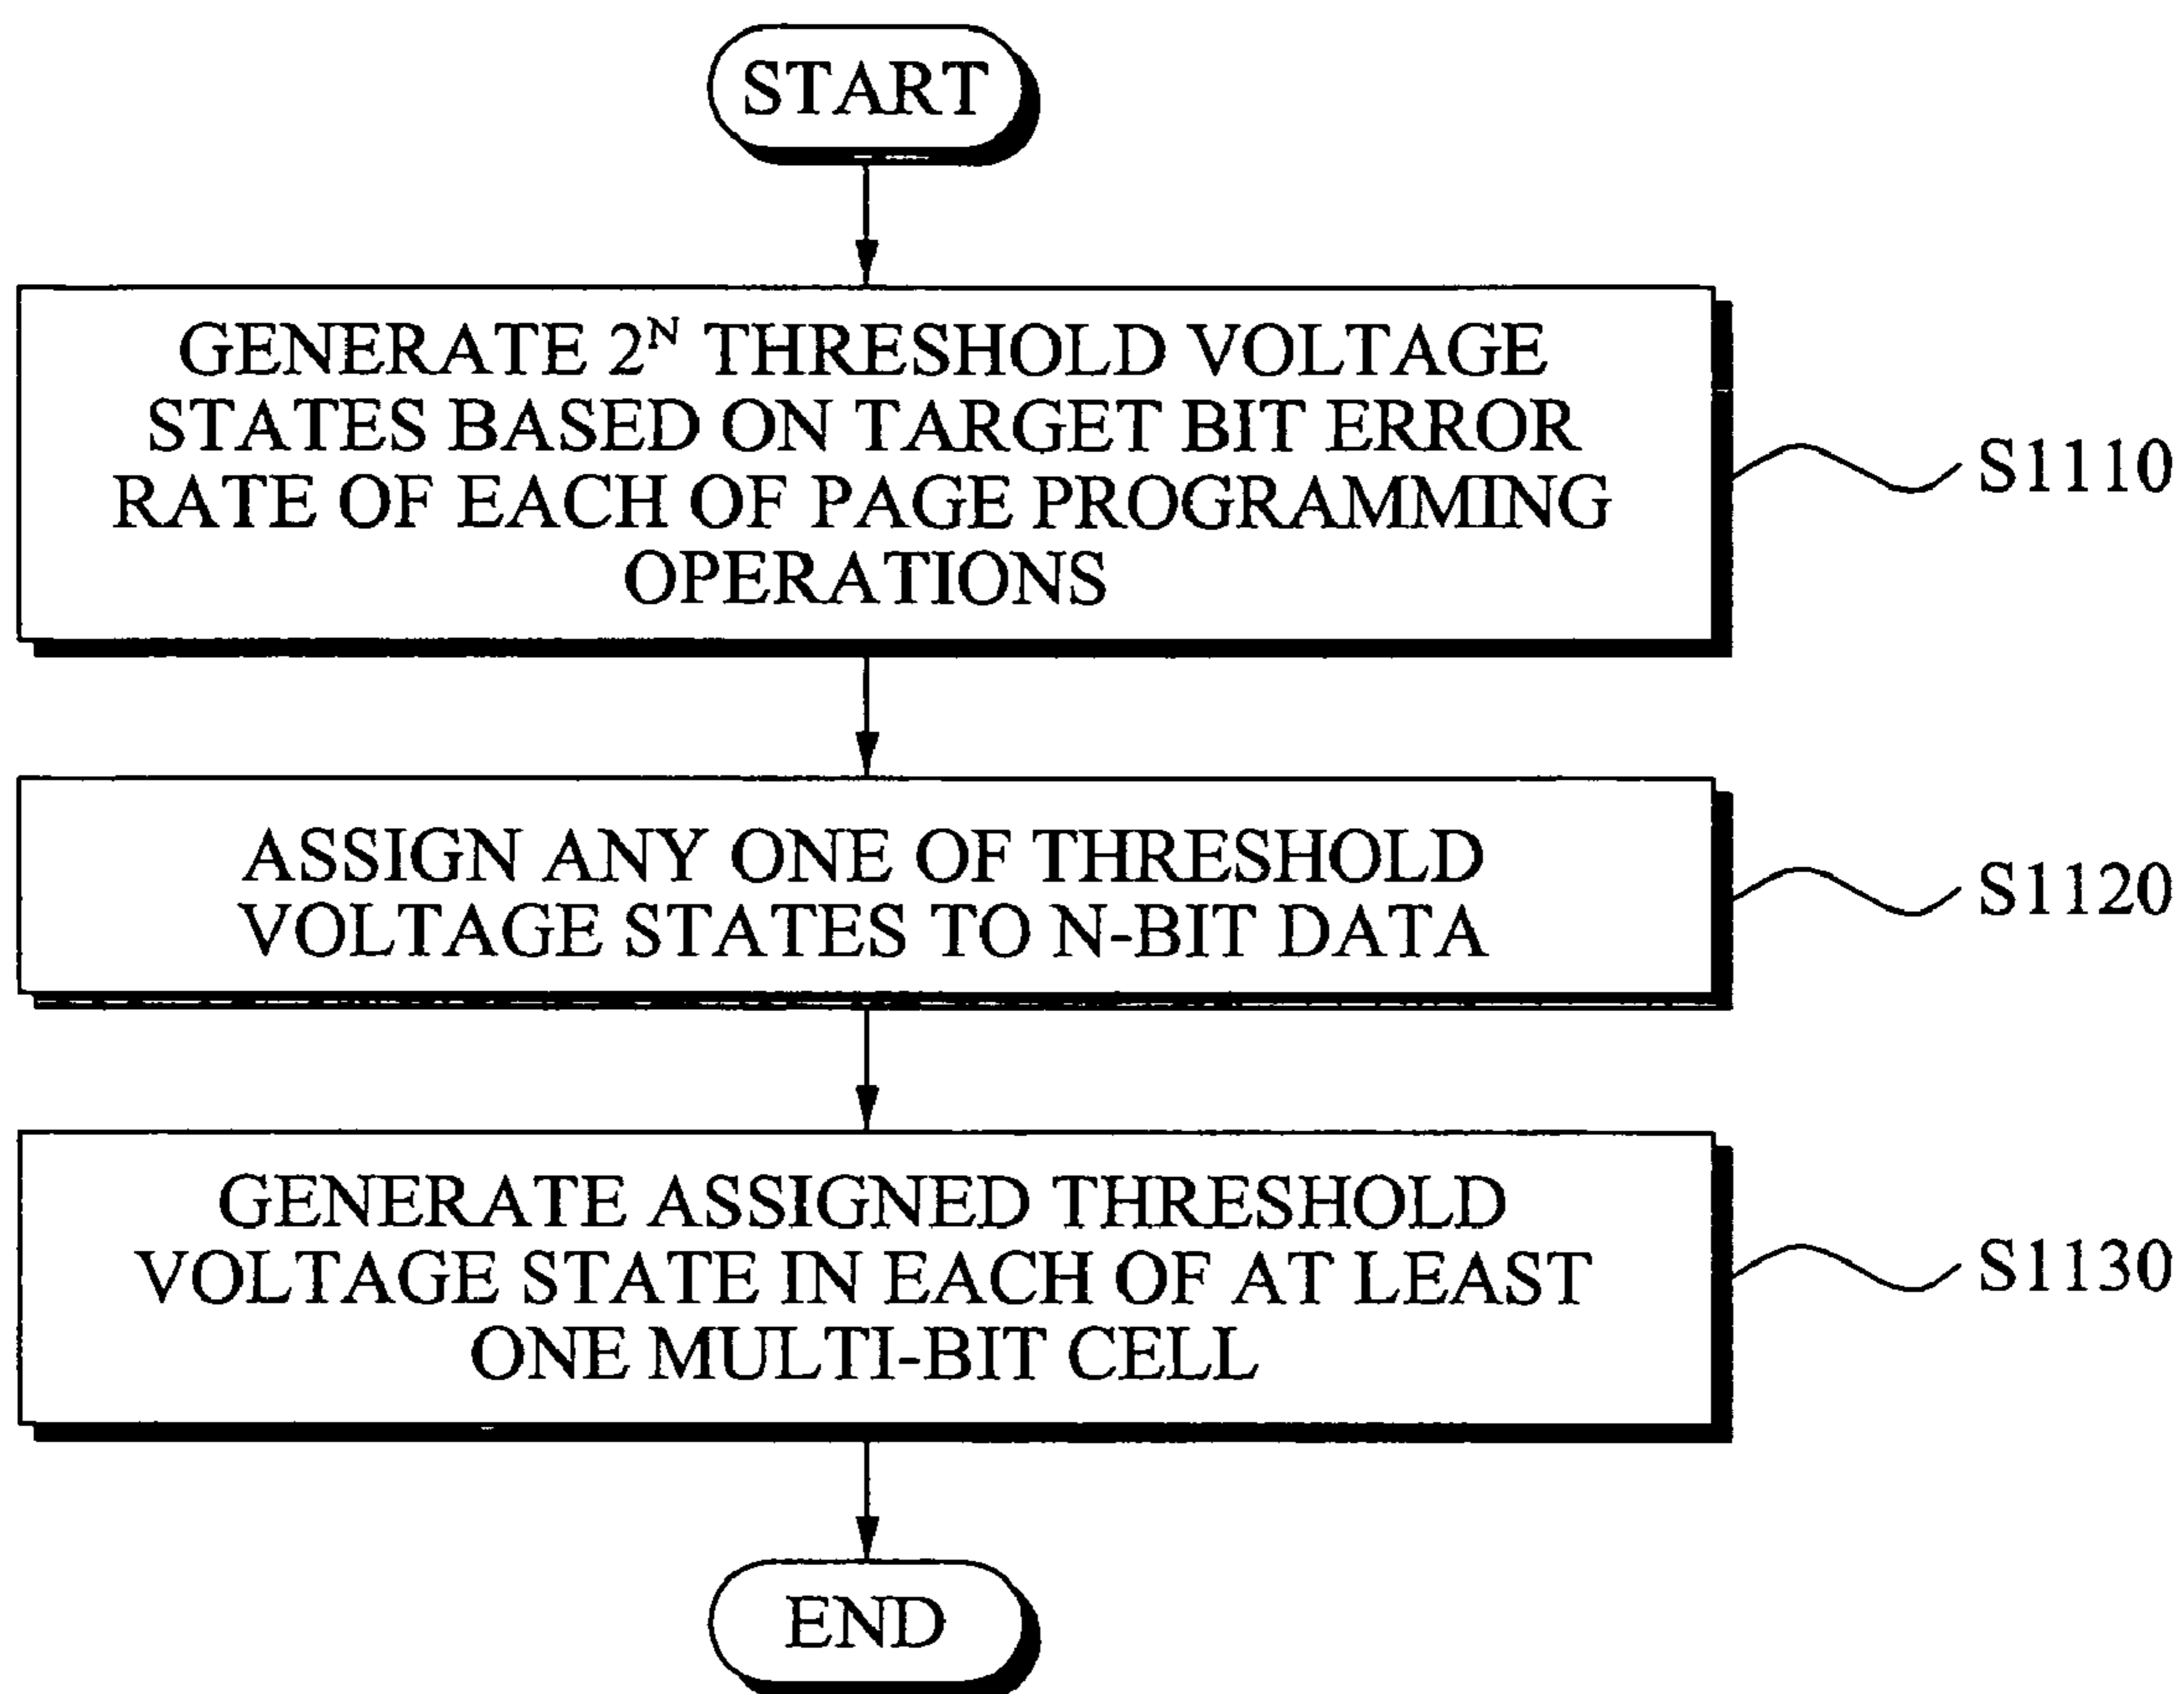 START
GENERATE 2^N THRESHOLD VOLTAGE
STATES BASED ON TARGET BIT ERROR
RATE OF EACH OF PAGE PROGRAMMING
OPERATIONS
S1110
ASSIGN ANY ONE OF THRESHOLD
VOLTAGE STATES TO N-BIT DATA
S1120
GENERATE ASSIGNED THRESHOLD
VOLTAGE STATE IN EACH OF AT LEAST
ONE MULTI-BIT CELL
S1130
END